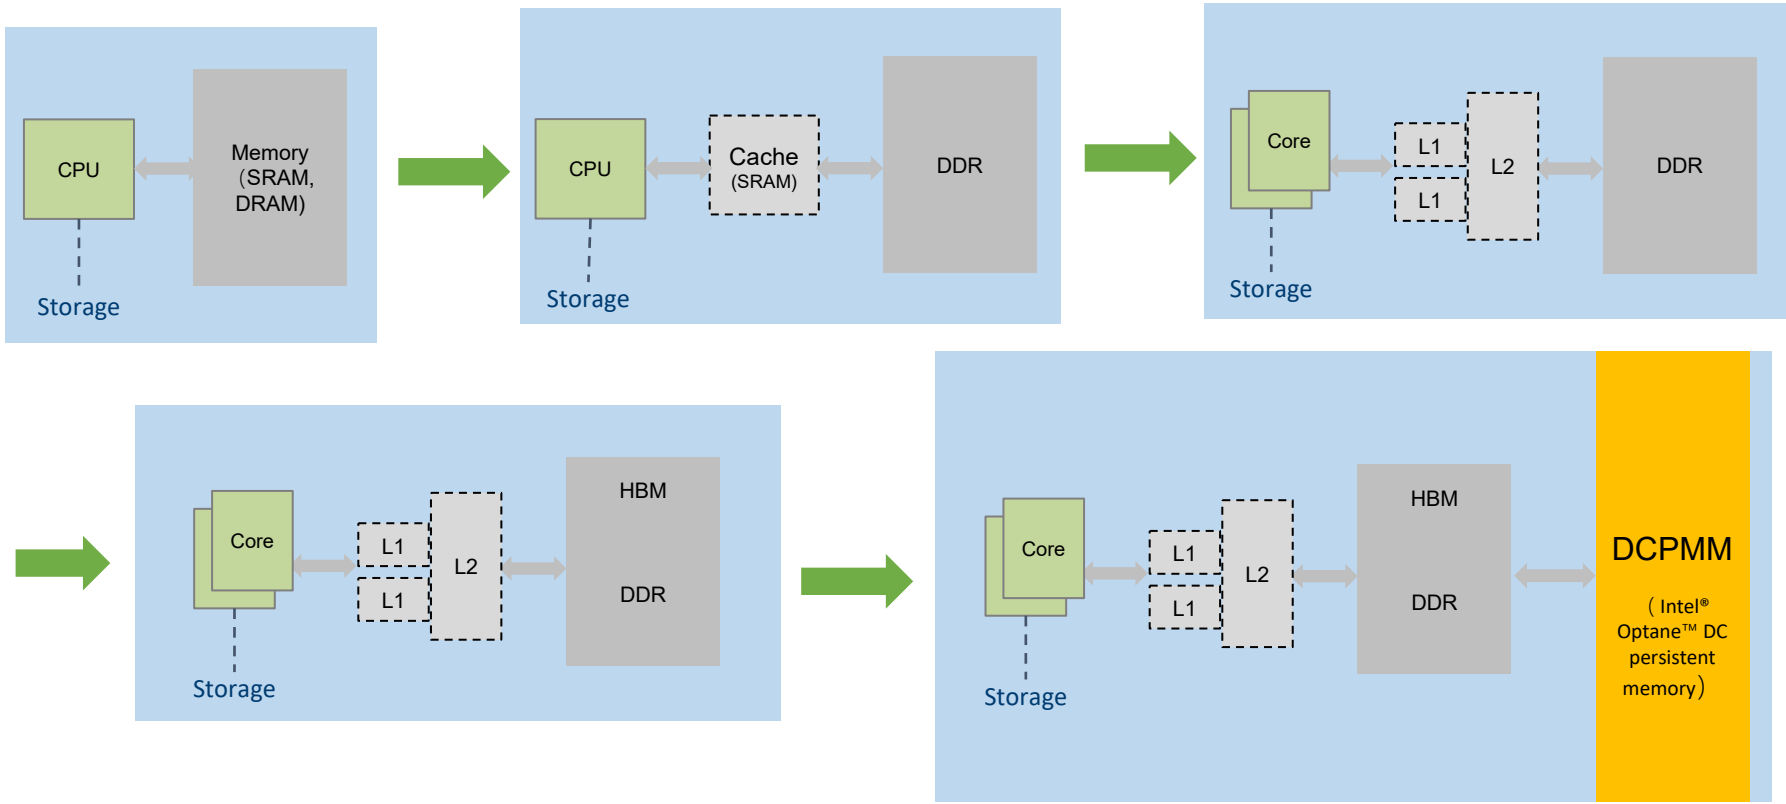 CPU
Memory
（SRAM,
DRAM)
Storage
CPU
Cache
(SRAM)
DDR
Storage
Core
L1
L1
L2
DDR
Storage
Core
L1
L1
L2
HBM
DDR
Storage
Core
L1
L1
L2
HBM
DDR
Storage
DCPMM
（ Intel®
Optane™ DC
persistent
memory）